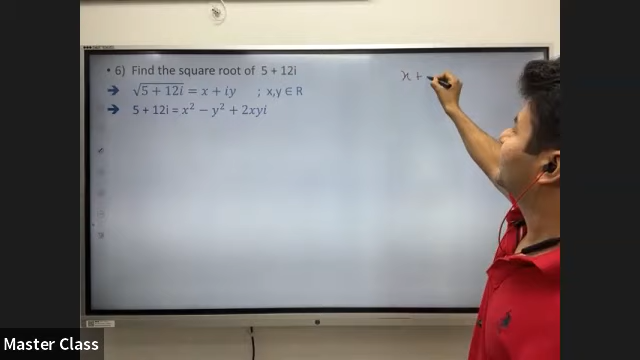 • 6) Find the square root of 5 + 12i
➔ √(5 + 12i) = x + iy ; x,y ∈ R
➔ 5 + 12i = x² − y² + 2xyi
x +
Master Class